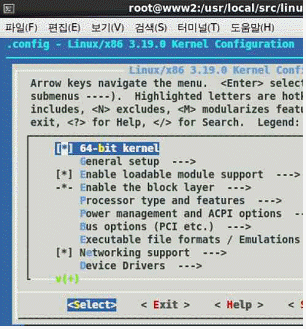 root@www2:/usr/local/src/linu
파일(F) 편집(E) 보기(V) 검색(S) 터미널(T) 도움말(H)
.config - Linux/x86 3.19.0 Kernel Configuration
Linux/x86 3.19.0 Kernel Confi
Arrow keys navigate the menu. <Enter> select
submenus ----). Highlighted letters are hotk
includes, <N> excludes, <M> modularizes featu
exit, <?> for Help, </> for Search. Legend:
[*] 64-bit kernel
General setup --->
[*] Enable loadable module support --->
-*- Enable the block layer --->
Processor type and features --->
Power management and ACPI options --
Bus options (PCI etc.) --->
Executable file formats / Emulations
[*] Networking support --->
Device Drivers --->
v(+)
<Select> < Exit > < Help > < S